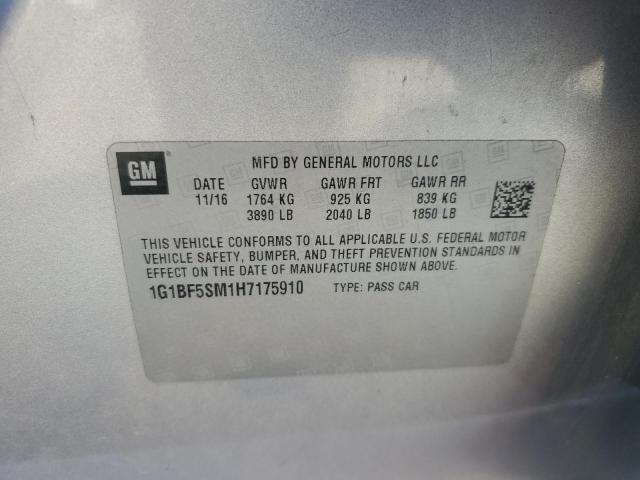 GM
MFD BY GENERAL MOTORS LLC
DATE GVWR GAWR FRT GAWR RR
11/16 1764 KG 925 KG 839 KG
3890 LB 2040 LB 1850 LB
THIS VEHICLE CONFORMS TO ALL APPLICABLE U.S. FEDERAL MOTOR
VEHICLE SAFETY, BUMPER, AND THEFT PREVENTION STANDARDS IN
EFFECT ON THE DATE OF MANUFACTURE SHOWN ABOVE.
1G1BF5SM1H7175910 TYPE: PASS CAR